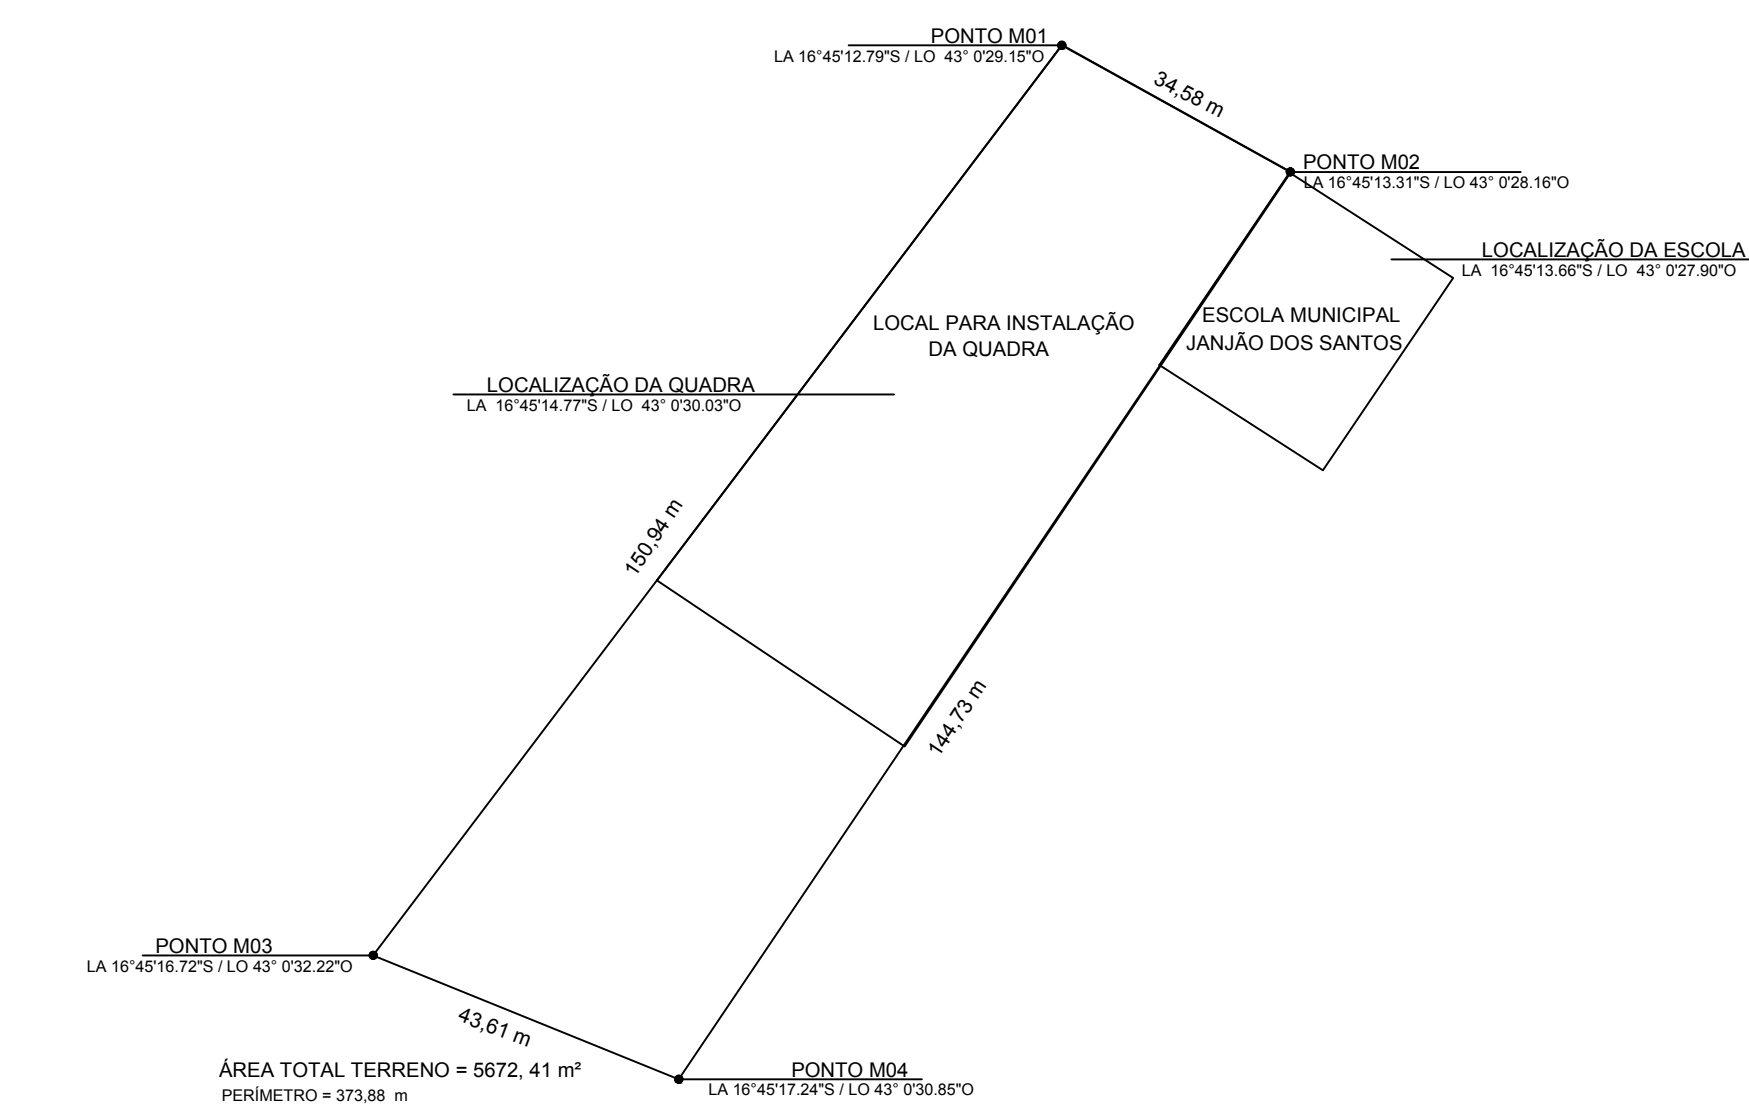 PONTO M01
LA 16°45'12.79"S / LO 43° 0'29.15"O
34,58 m
PONTO M02
LA 16°45'13.31"S / LO 43° 0'28.16"O
LOCALIZAÇÃO DA ESCOLA
LA 16°45'13.66"S / LO 43° 0'27.90"O
LOCAL PARA INSTALAÇÃO
DA QUADRA
ESCOLA MUNICIPAL
JANJÃO DOS SANTOS
LOCALIZAÇÃO DA QUADRA
LA 16°45'14.77"S / LO 43° 0'30.03"O
150,94 m
144,73 m
PONTO M03
LA 16°45'16.72"S / LO 43° 0'32.22"O
43,61 m
ÁREA TOTAL TERRENO = 5672, 41 m²
PERÍMETRO = 373,88 m
PONTO M04
LA 16°45'17.24"S / LO 43° 0'30.85"O